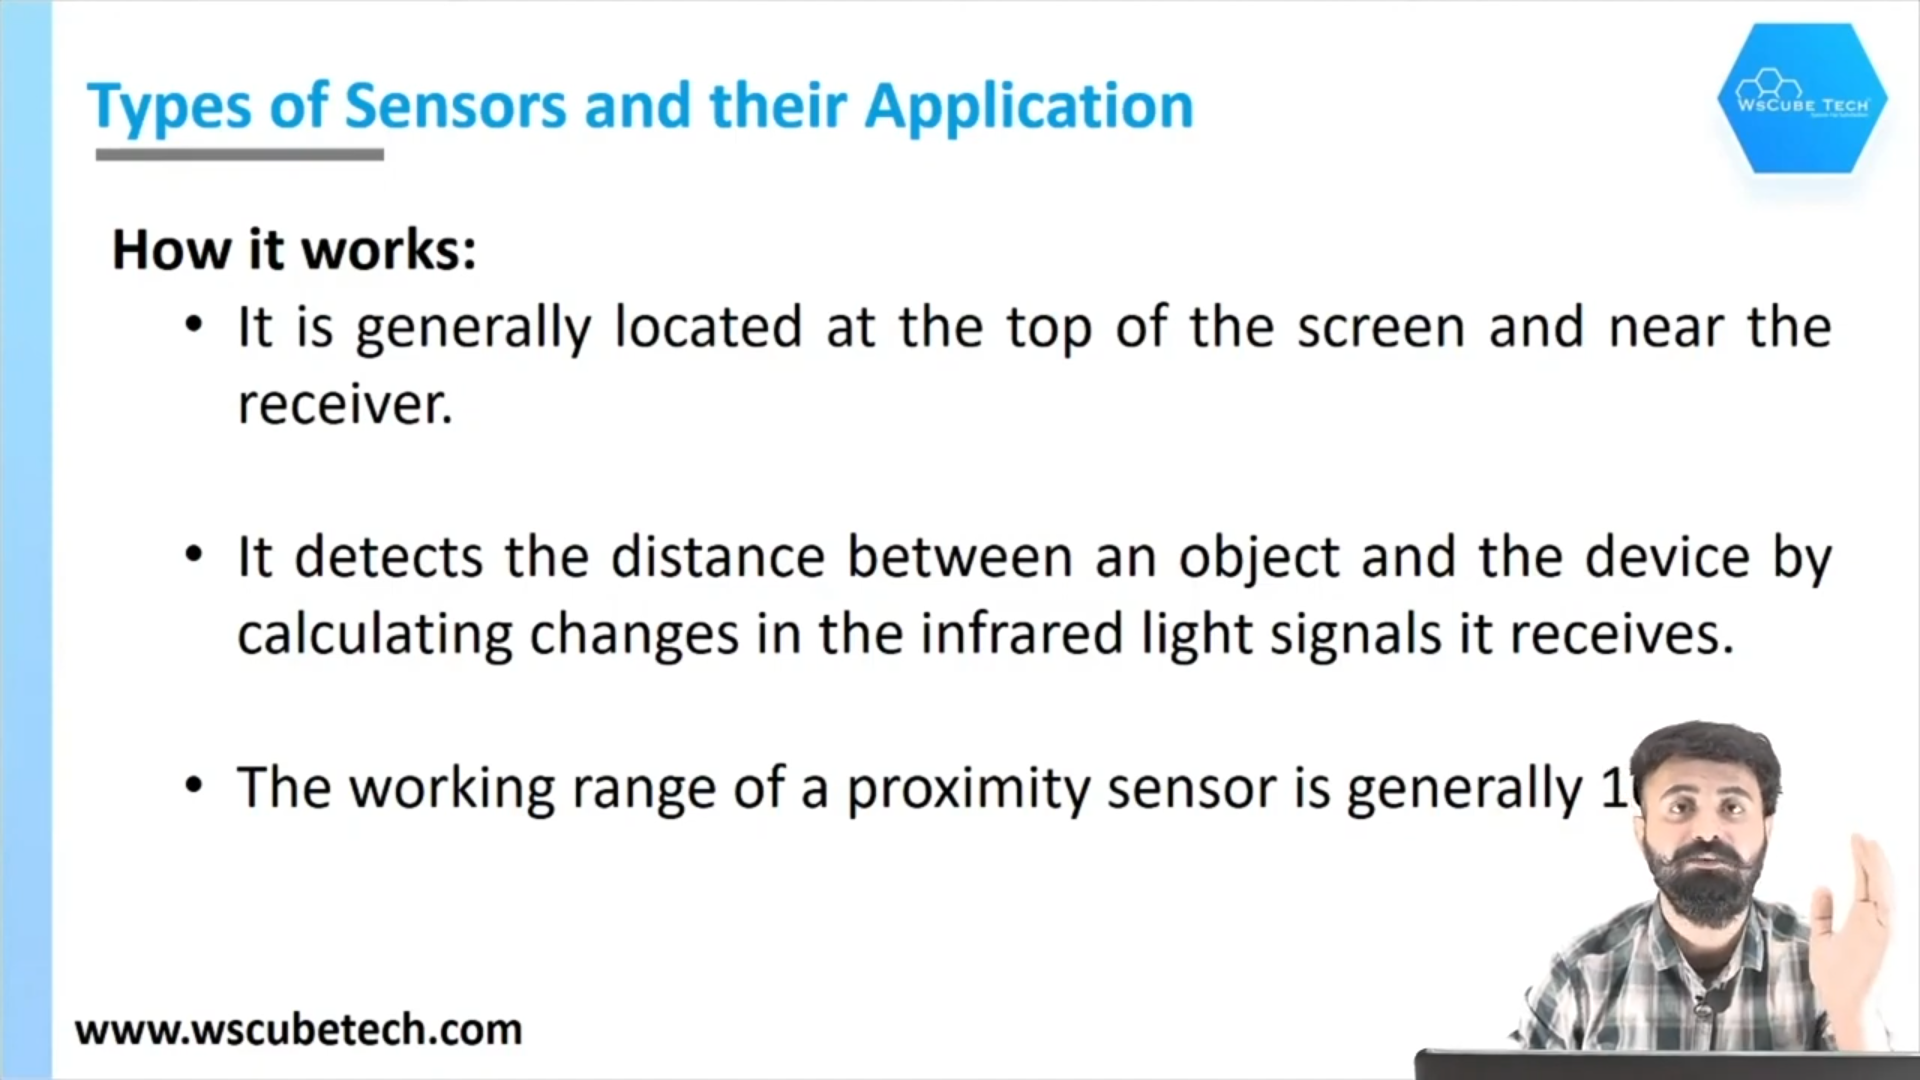 Types of Sensors and their Application
WSCUBE TECH
How it works:
• It is generally located at the top of the screen and near the
receiver.
• It detects the distance between an object and the device by
calculating changes in the infrared light signals it receives.
• The working range of a proximity sensor is generally
www.wscubetech.com